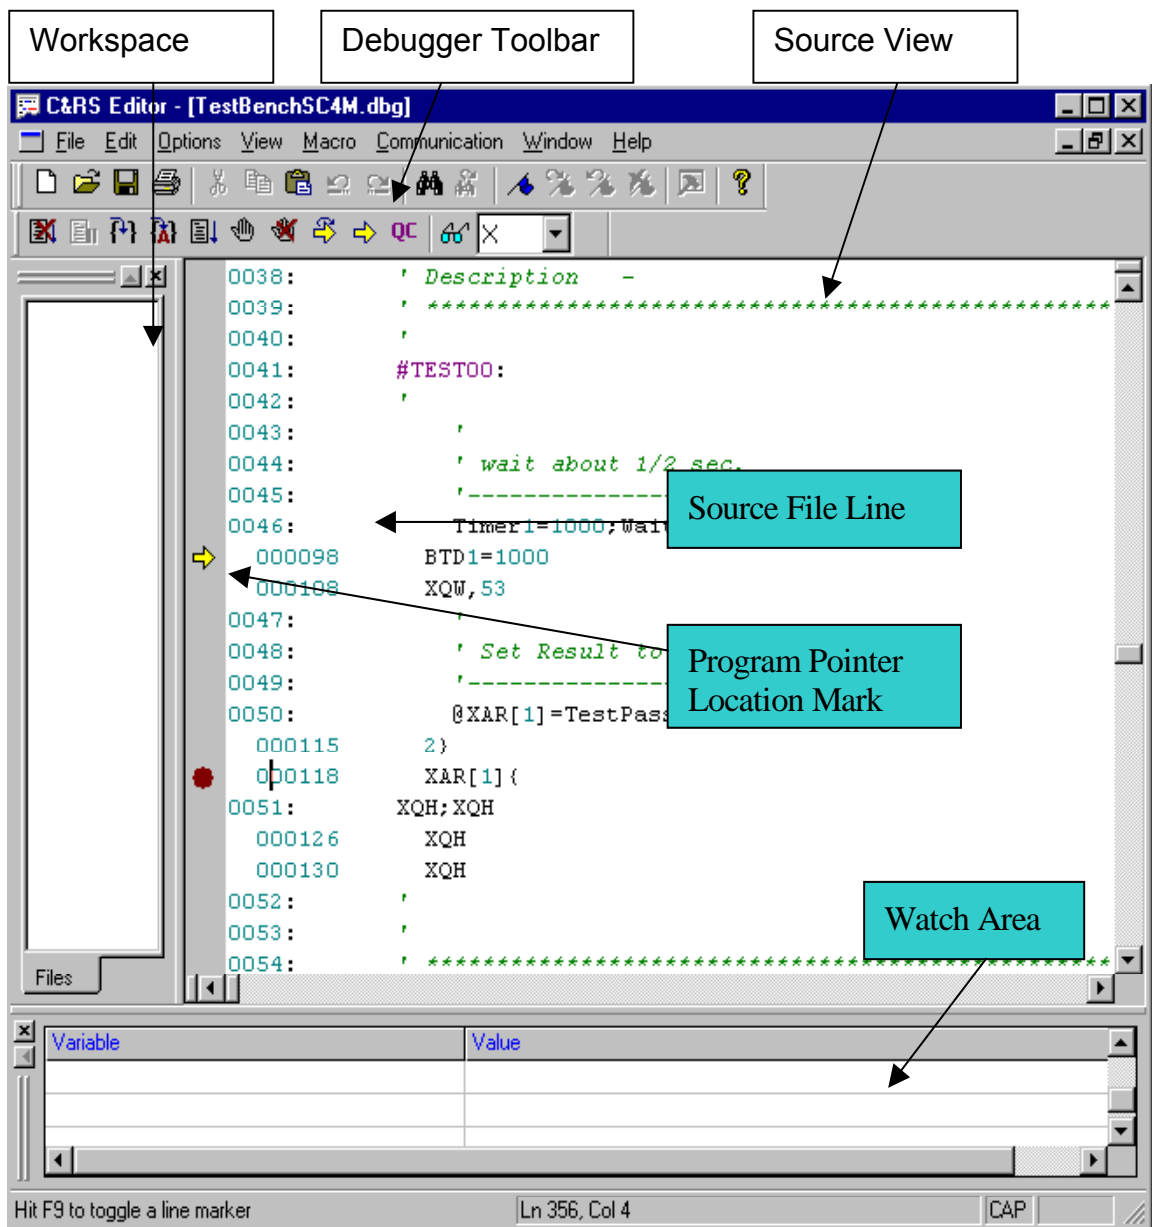 Workspace
Debugger Toolbar
Source View
C&RS Editor - [TestBenchSC4M.dbg]
File Edit Options View Macro Communication Window Help
QC X
0038: ' Description -
0039: ' *************************************************
0040: '
0041: #TEST00:
0042: '
0043: '
0044: ' wait about 1/2 sec.
0045: '---------------
0046: Timer1=1000;Wai
Source File Line
000098 BTD1=1000
000108 XQW,53
0047: '
0048: ' Set Result to
0049: '---------------
Program Pointer
Location Mark
0050: @XAR[1]=TestPass
000115 2}
000118 XAR[1]{
0051: XQH;XQH
000126 XQH
000130 XQH
0052: '
0053: '
Watch Area
0054: ' *************************************************
Files
Variable Value
Hit F9 to toggle a line marker Ln 356, Col 4 CAP